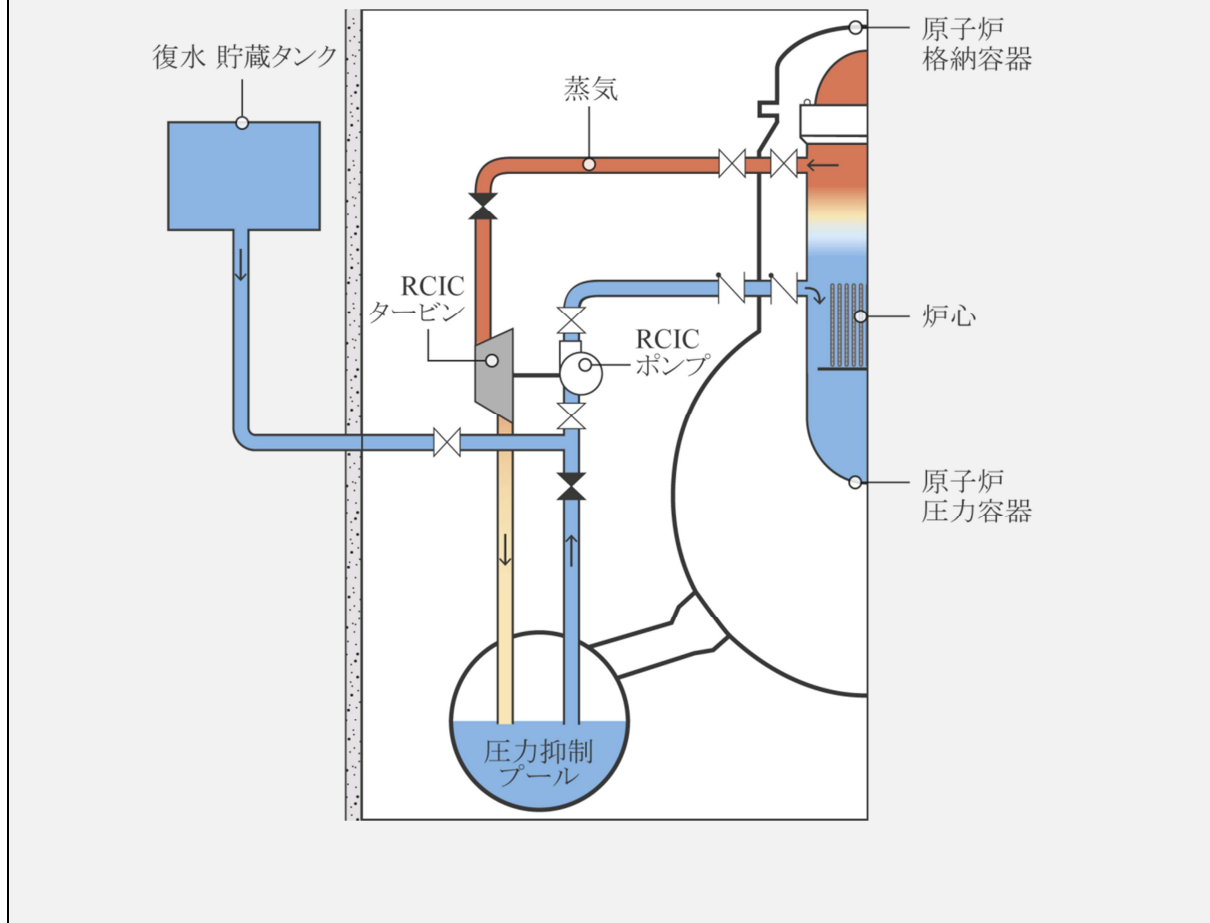 原子炉
格納容器
復水 貯蔵タンク
蒸気
RCIC
タービン
RCIC
ポンプ
炉心
原子炉
圧力容器
圧力抑制
プール